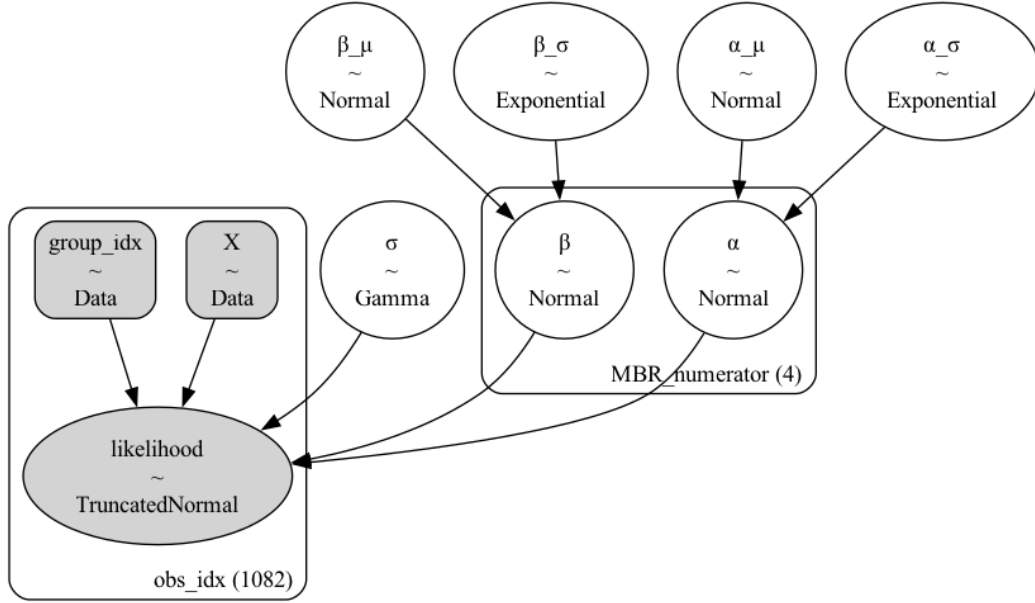 β_μ
~
Normal
β_σ
~
Exponential
α_μ
~
Normal
α_σ
~
Exponential
group_idx
~
Data
X
~
Data
σ
~
Gamma
β
~
Normal
α
~
Normal
MBR_numerator (4)
likelihood
~
TruncatedNormal
obs_idx (1082)